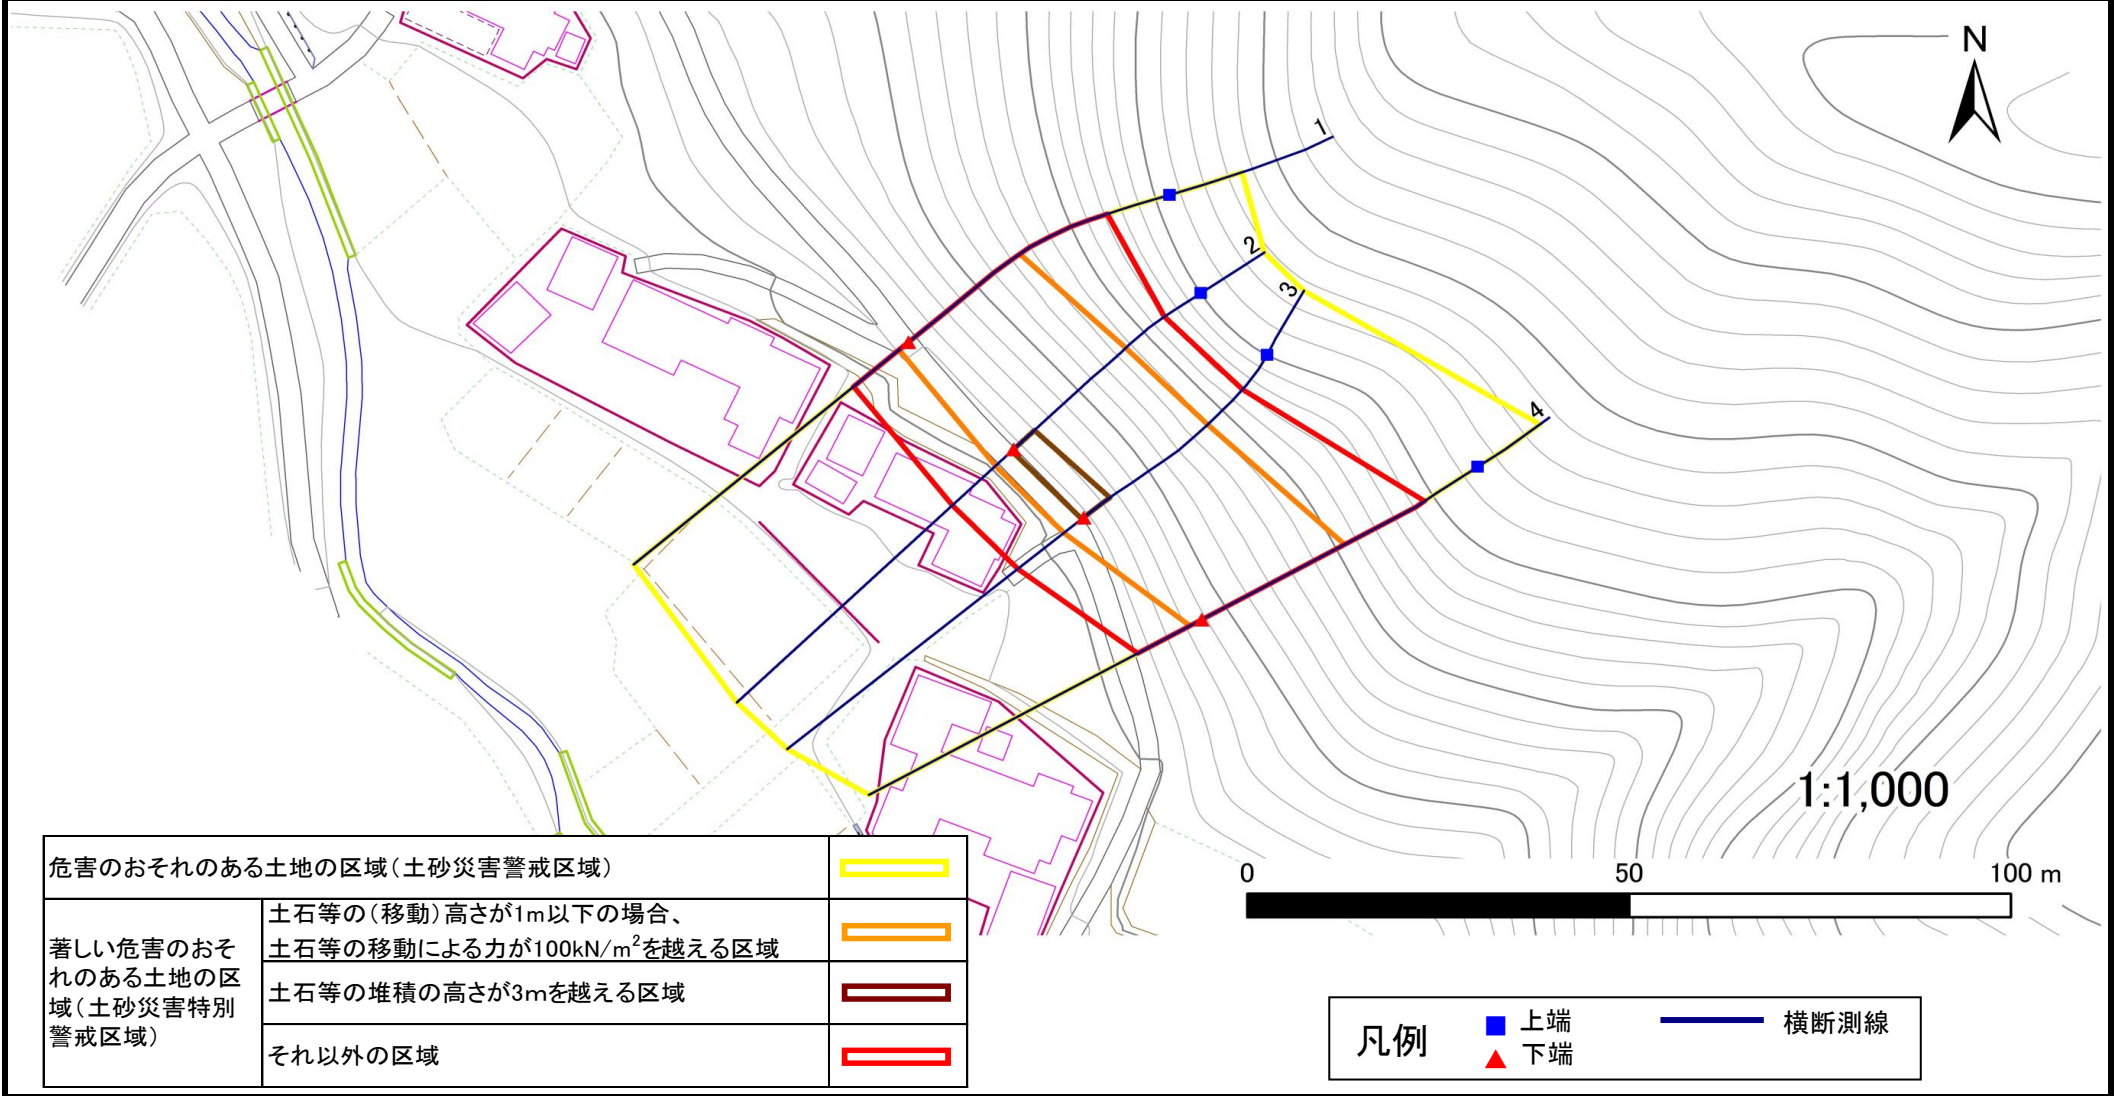 N
1
2
3
4
1:1,000
0 50 100 m
危害のおそれのある土地の区域(土砂災害警戒区域)
著しい危害のおそ
れのある土地の区
域(土砂災害特別
警戒区域)
土石等の(移動)高さが1m以下の場合、
土石等の移動による力が100kN/m²を越える区域
土石等の堆積の高さが3mを越える区域
それ以外の区域
凡例
上端
下端
横断測線